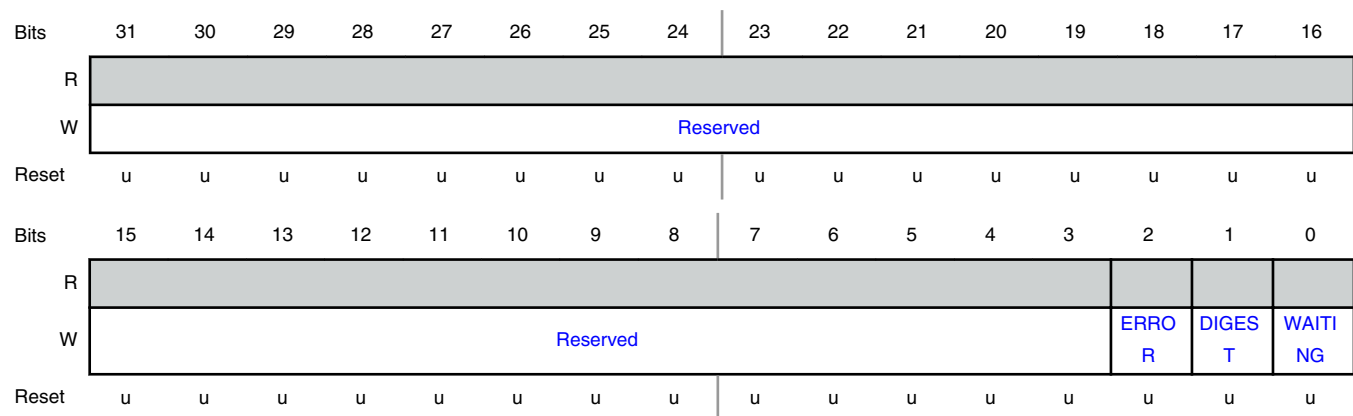 Bits 31 30 29 28 27 26 25 24 23 22 21 20 19 18 17 16
R
W Reserved
Reset u u u u u u u u u u u u u u u u
Bits 15 14 13 12 11 10 9 8 7 6 5 4 3 2 1 0
R
W Reserved ERRO DIGES WAITI
R T NG
Reset u u u u u u u u u u u u u u u u